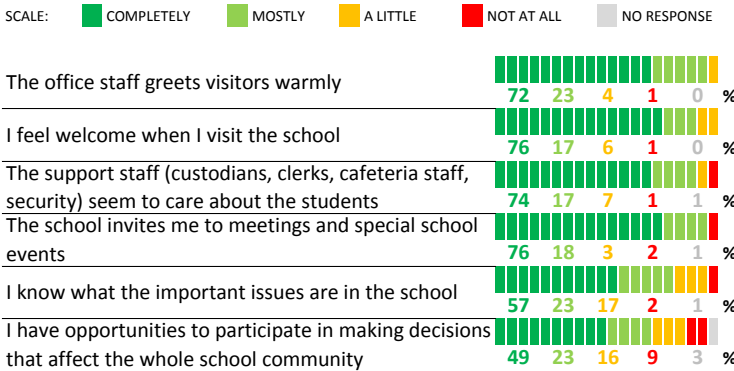 SCALE: COMPLETELY MOSTLY A LITTLE NOT AT ALL NO RESPONSE
The office staff greets visitors warmly
72 23 4 1 0 %
I feel welcome when I visit the school
76 17 6 1 0 %
The support staff (custodians, clerks, cafeteria staff,
security) seem to care about the students
74 17 7 1 1 %
The school invites me to meetings and special school
events
76 18 3 2 1 %
I know what the important issues are in the school
57 23 17 2 1 %
I have opportunities to participate in making decisions
that affect the whole school community
49 23 16 9 3 %